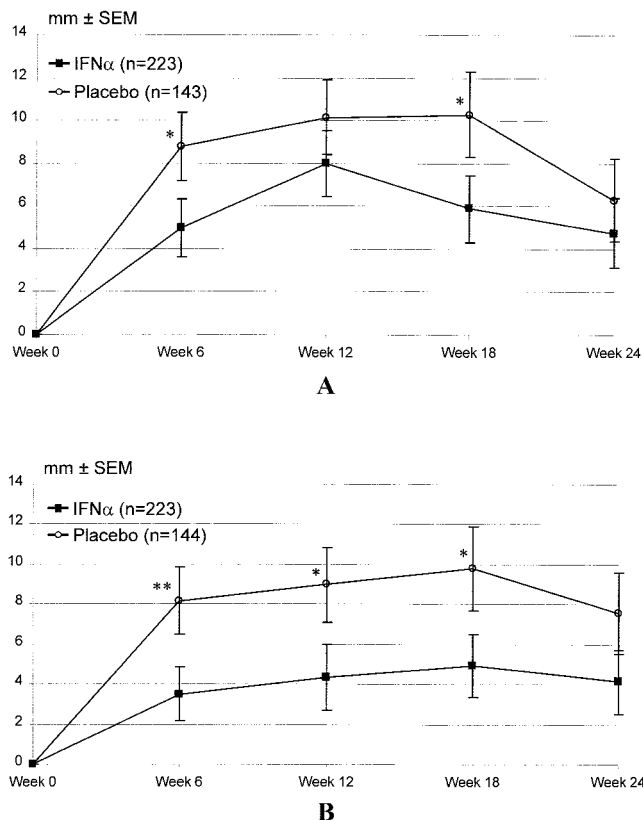 mm ± SEM
14
12
10
8
6
4
2
0
IFNα (n=223)
Placebo (n=143)
*
*
Week 0
Week 6
Week 12
Week 18
Week 24
A
mm ± SEM
14
12
10
8
6
4
2
0
IFNα (n=223)
Placebo (n=144)
**
*
*
Week 0
Week 6
Week 12
Week 18
Week 24
B